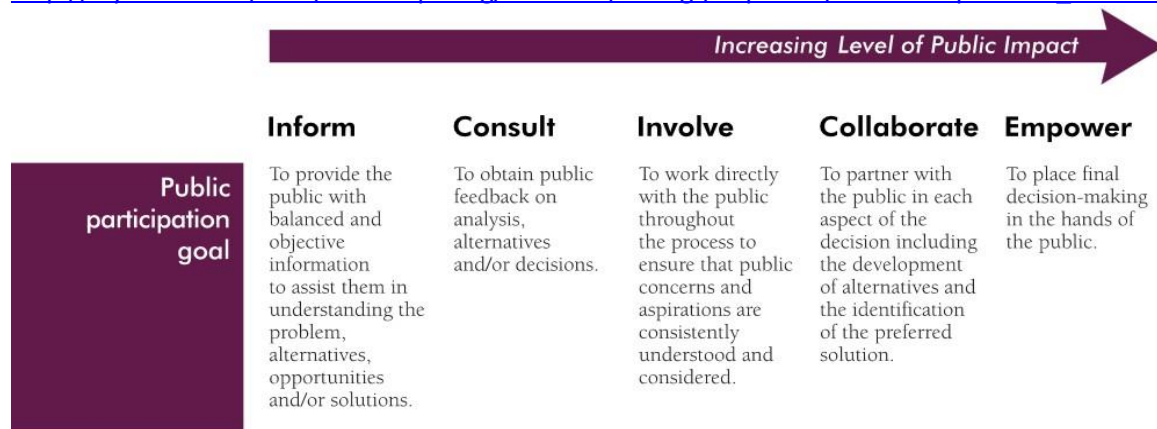 Increasing Level of Public Impact
Inform
Consult
Involve
Collaborate
Empower
Public
participation
goal
To provide the
public with
balanced and
objective
information
to assist them in
understanding the
problem,
alternatives,
opportunities
and/or solutions.
To obtain public
feedback on
analysis,
alternatives
and/or decisions.
To work directly
with the public
throughout
the process to
ensure that public
concerns and
aspirations are
consistently
understood and
considered.
To partner with
the public in each
aspect of the
decision including
the development
of alternatives and
the identification
of the preferred
solution.
To place final
decision-making
in the hands of
the public.